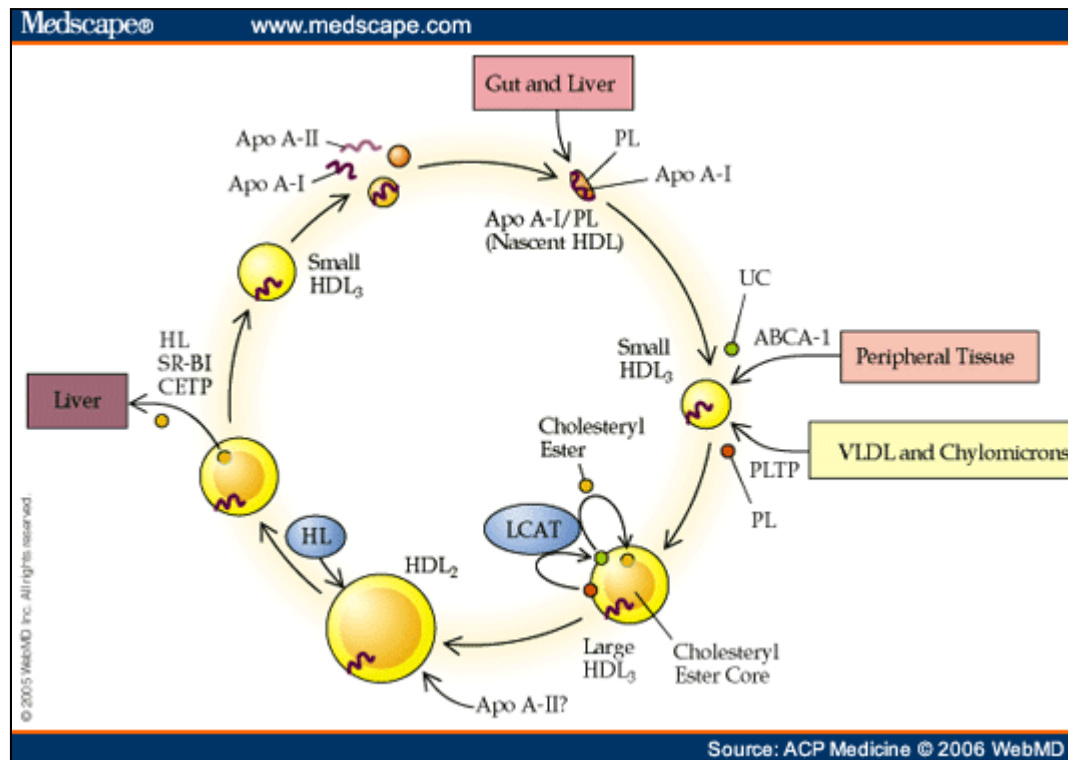 Medscape® www.medscape.com
Gut and Liver
PL
Apo A-I
Apo A-II
Apo A-I
Apo A-I/PL
(Nascent HDL)
Small
HDL₃
UC
ABCA-1
Peripheral Tissue
Small
HDL₃
HL
SR-BI
CETP
Liver
VLDL and Chylomicrons
PLTP
PL
Cholesteryl
Ester
LCAT
HL
HDL₂
Large
HDL₃
Cholesteryl
Ester Core
Apo A-II?
© 2005 WebMD Inc. All rights reserved.
Source: ACP Medicine © 2006 WebMD